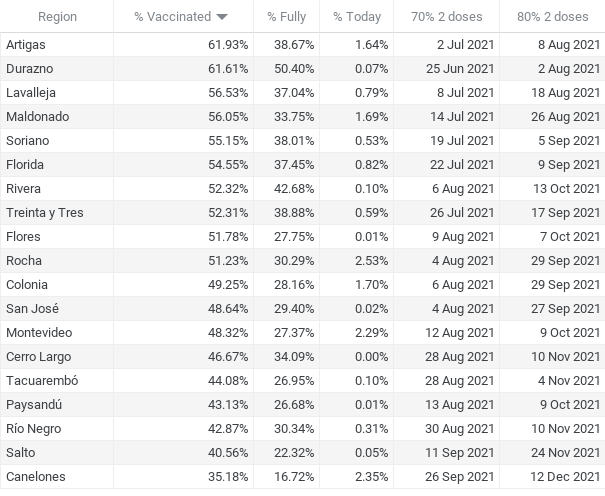 Region % Vaccinated % Fully % Today 70% 2 doses 80% 2 doses
Artigas 61.93% 38.67% 1.64% 2 Jul 2021 8 Aug 2021
Durazno 61.61% 50.40% 0.07% 25 Jun 2021 2 Aug 2021
Lavalleja 56.53% 37.04% 0.79% 8 Jul 2021 18 Aug 2021
Maldonado 56.05% 33.75% 1.69% 14 Jul 2021 26 Aug 2021
Soriano 55.15% 38.01% 0.53% 19 Jul 2021 5 Sep 2021
Florida 54.55% 37.45% 0.82% 22 Jul 2021 9 Sep 2021
Rivera 52.32% 42.68% 0.10% 6 Aug 2021 13 Oct 2021
Treinta y Tres 52.31% 38.88% 0.59% 26 Jul 2021 17 Sep 2021
Flores 51.78% 27.75% 0.01% 9 Aug 2021 7 Oct 2021
Rocha 51.23% 30.29% 2.53% 4 Aug 2021 29 Sep 2021
Colonia 49.25% 28.16% 1.70% 6 Aug 2021 29 Sep 2021
San José 48.64% 29.40% 0.02% 4 Aug 2021 27 Sep 2021
Montevideo 48.32% 27.37% 2.29% 12 Aug 2021 9 Oct 2021
Cerro Largo 46.67% 34.09% 0.00% 28 Aug 2021 10 Nov 2021
Tacuarembó 44.08% 26.95% 0.10% 28 Aug 2021 4 Nov 2021
Paysandú 43.13% 26.68% 0.01% 13 Aug 2021 9 Oct 2021
Río Negro 42.87% 30.34% 0.31% 30 Aug 2021 10 Nov 2021
Salto 40.56% 22.32% 0.05% 11 Sep 2021 24 Nov 2021
Canelones 35.18% 16.72% 2.35% 26 Sep 2021 12 Dec 2021